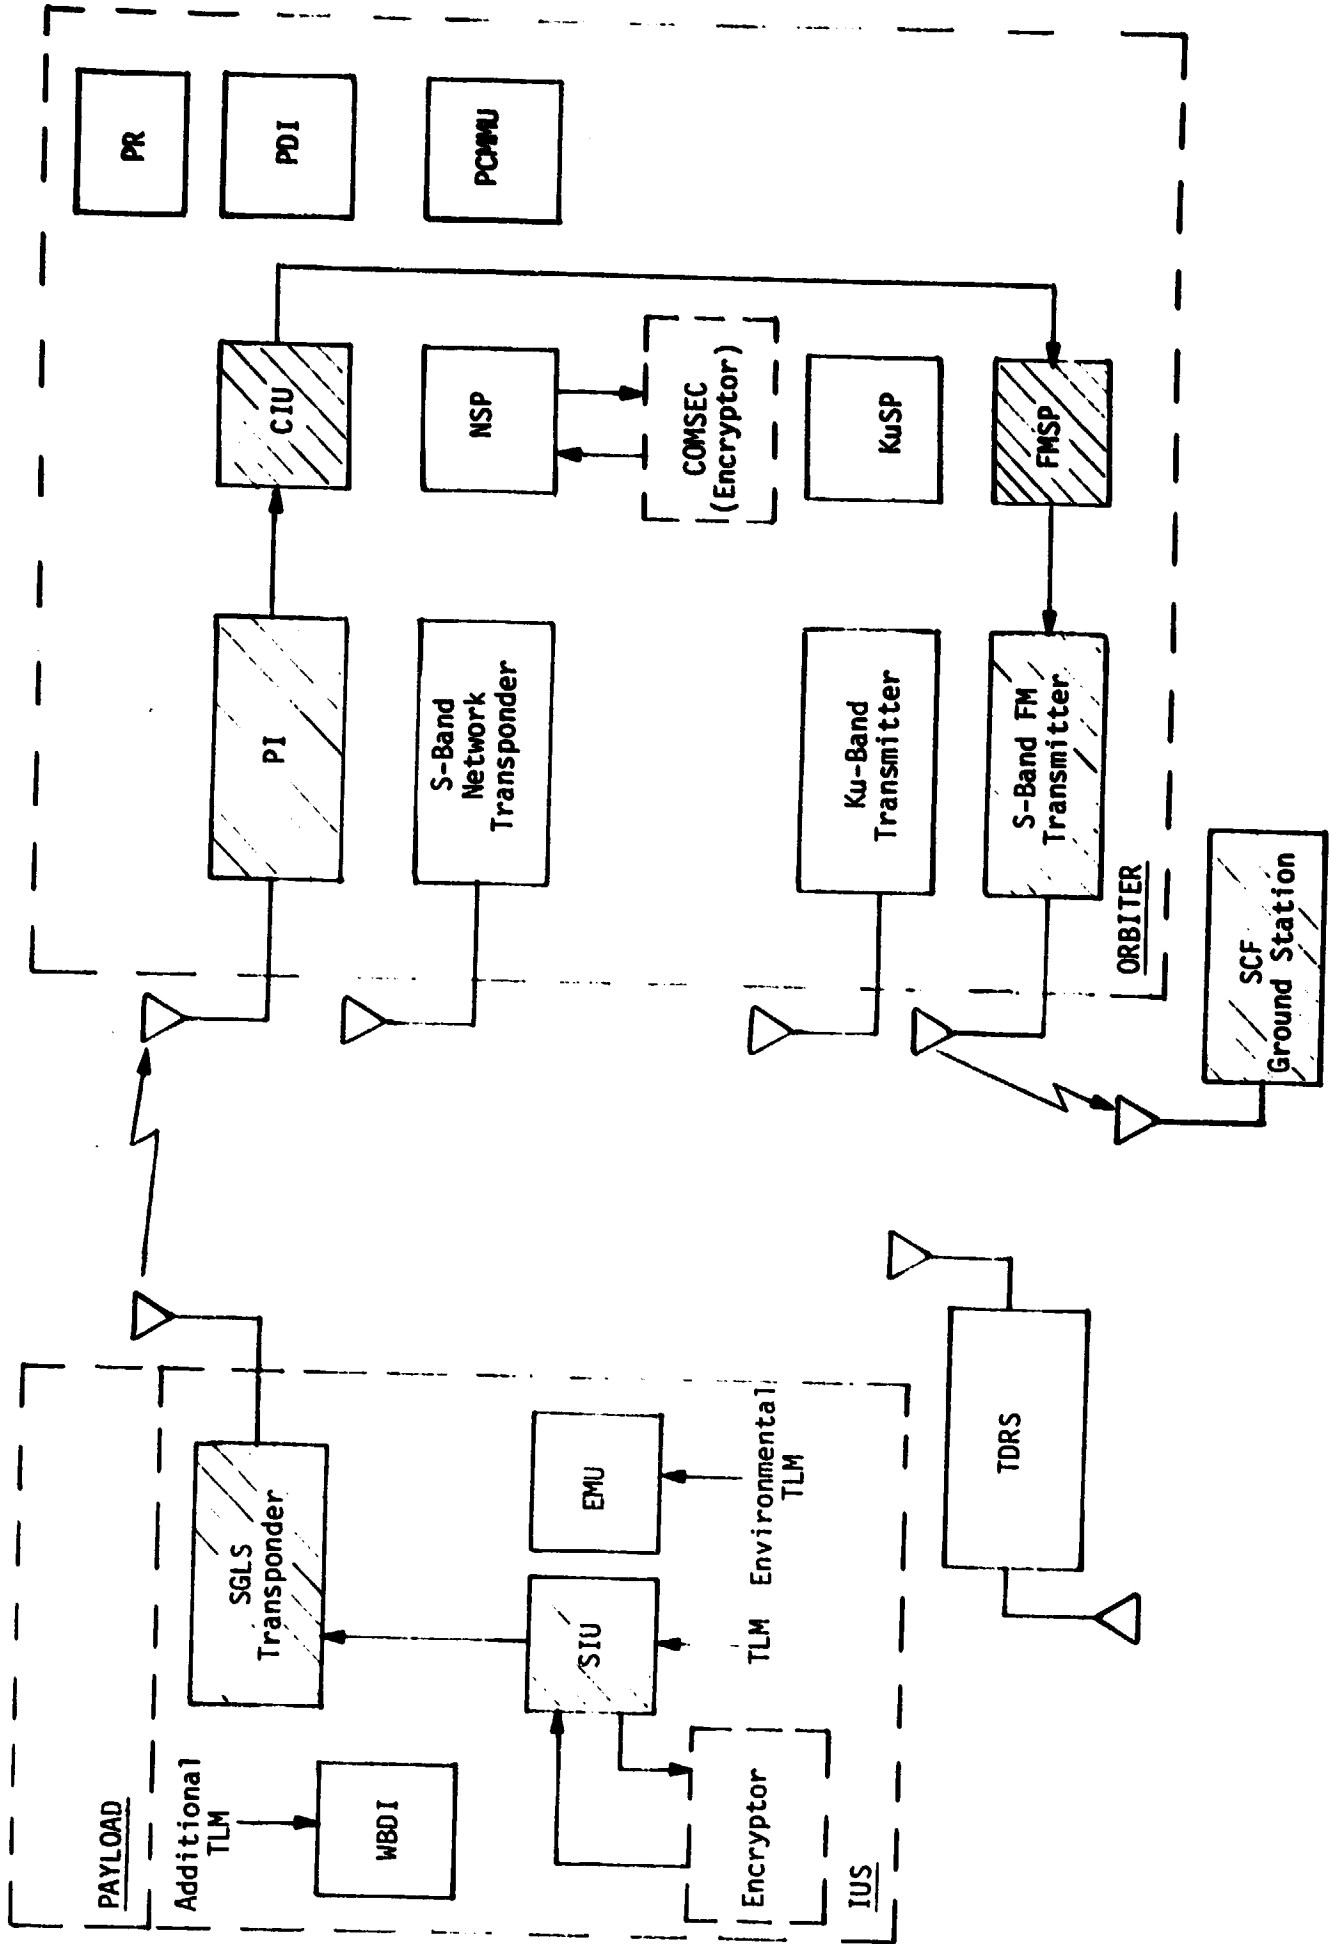 PAYLOAD
Additional
TLM
WBDI
SGLS
Transponder
SIU
EMU
TLM
Environmental
TLM
Encryptor
IUS
TDRS
PI
CIU
PR
PDI
PCMMU
S-Band
Network
Transponder
NSP
COMSEC
(Encryptor)
Ku-Band
Transmitter
KuSP
S-Band FM
Transmitter
FMSP
ORBITER
SCF
Ground Station